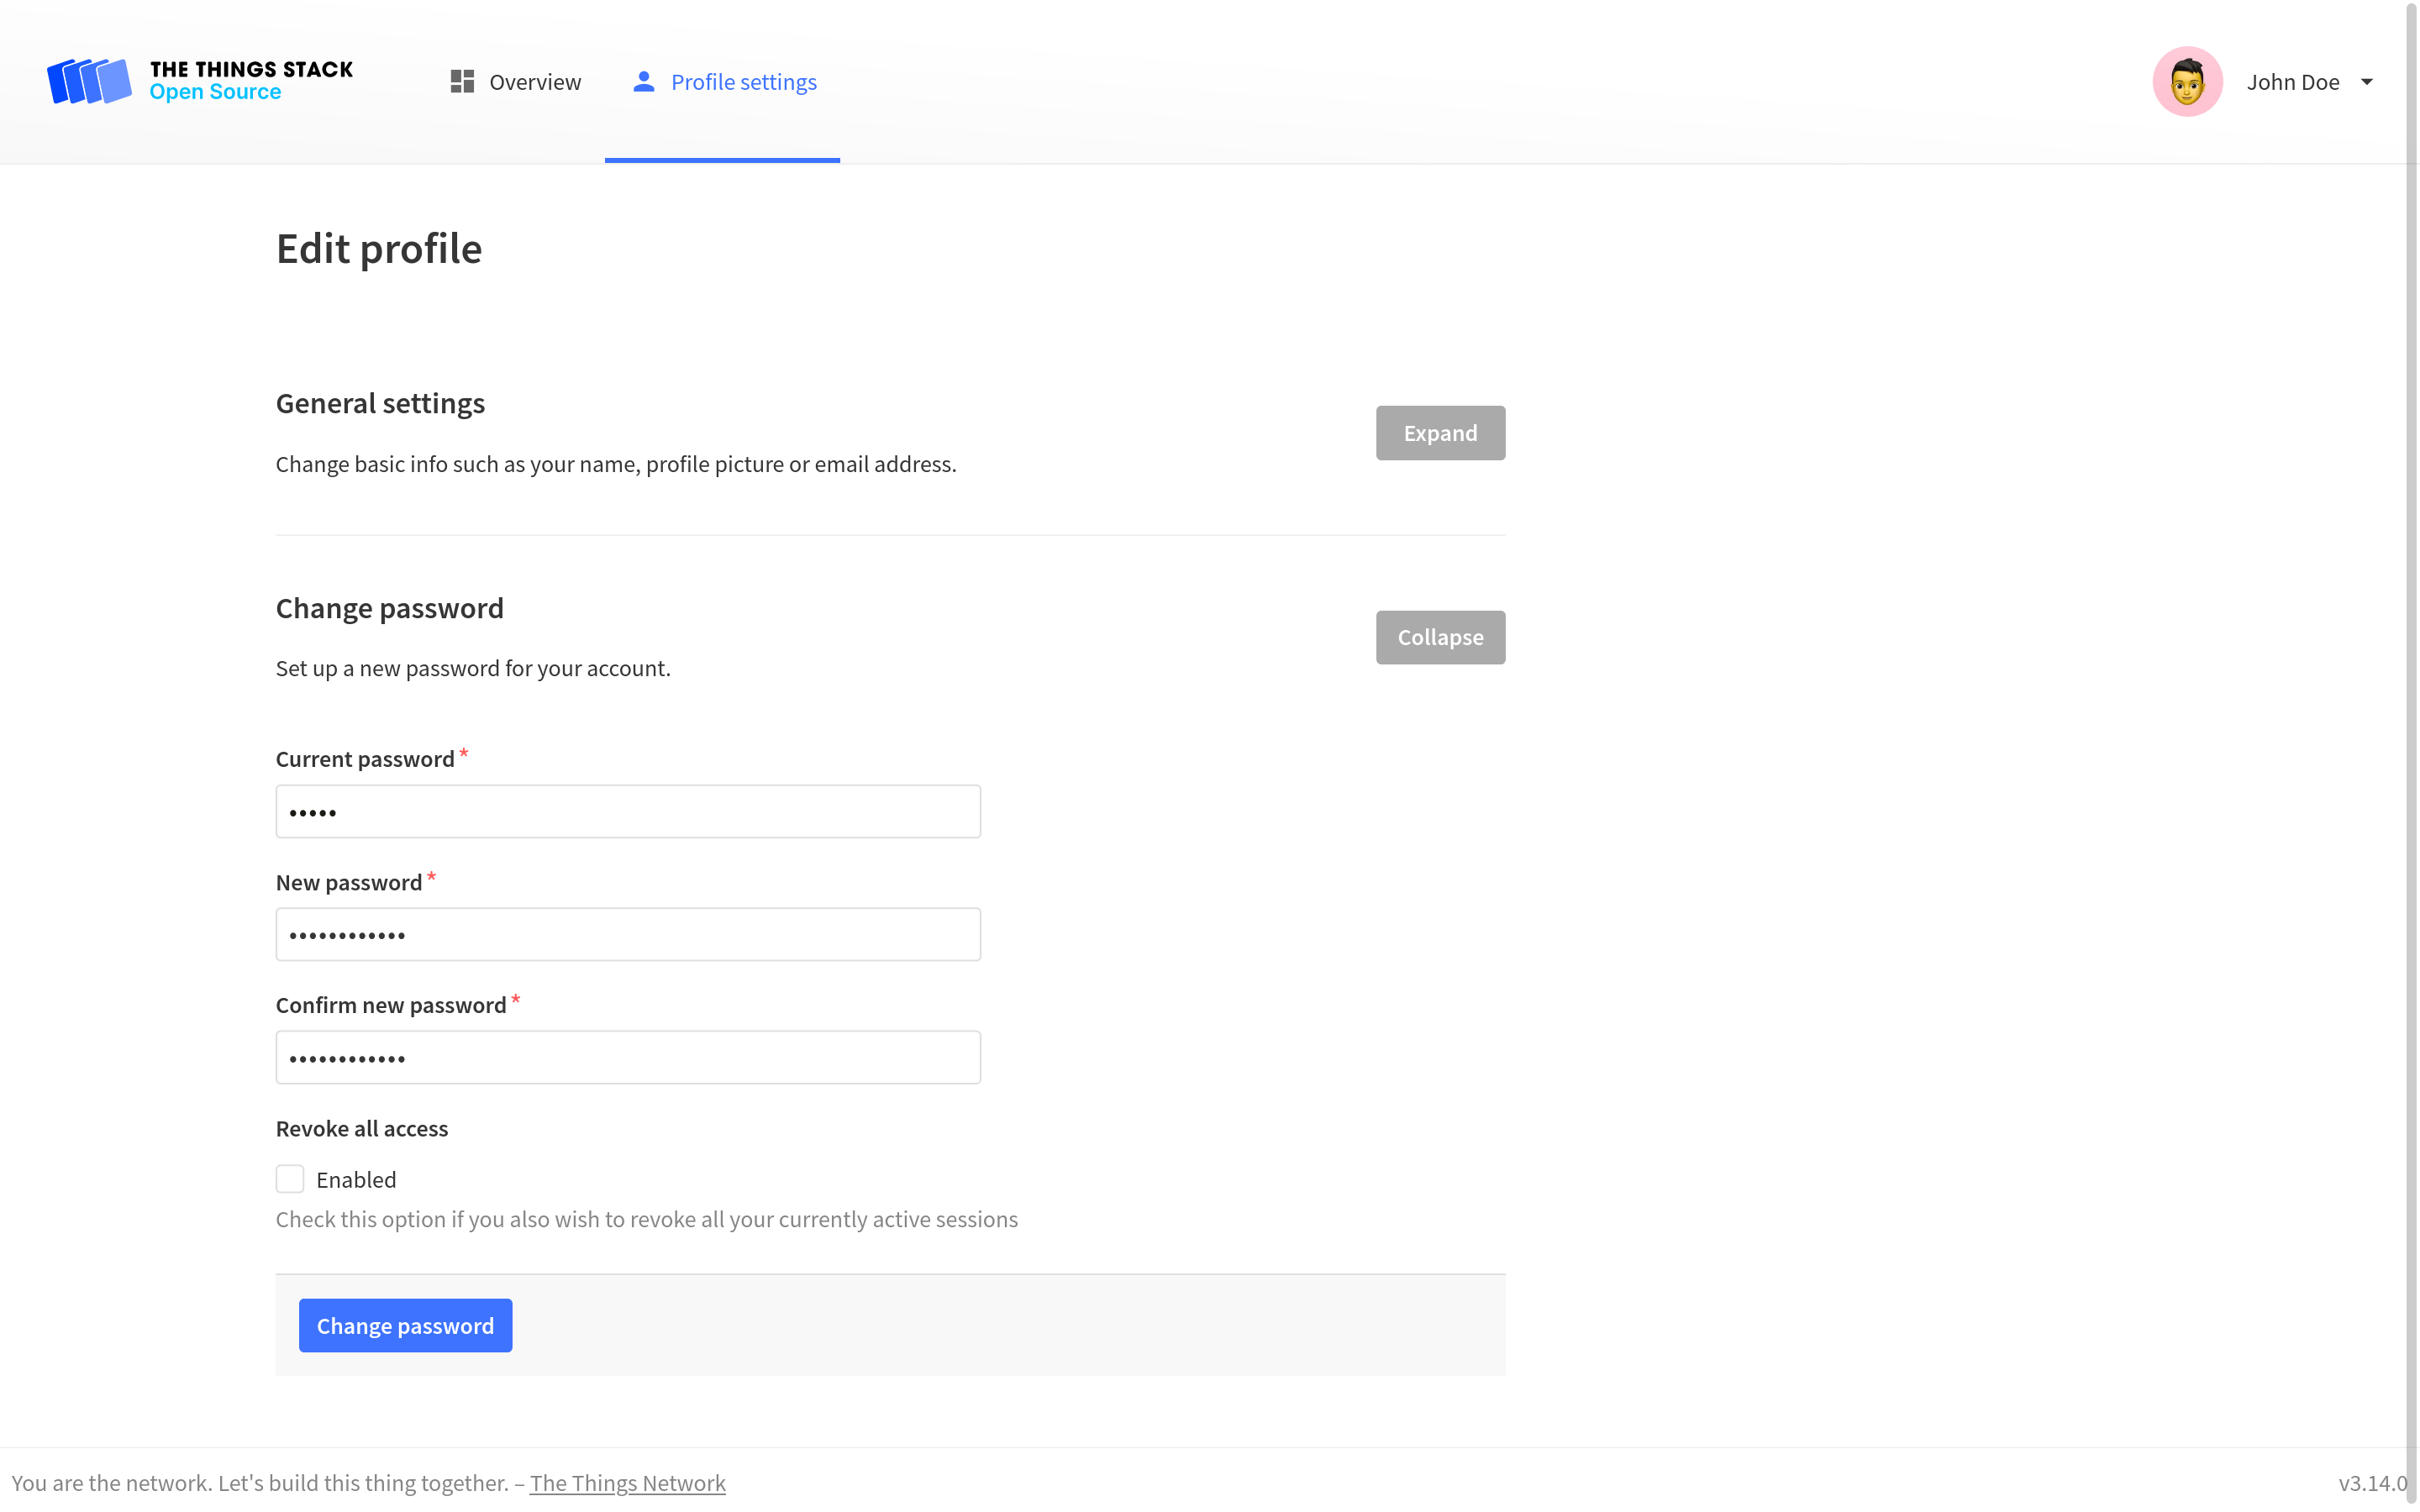 THE THINGS STACK
Open Source
Overview
Profile settings
John Doe
Edit profile
General settings
Expand
Change basic info such as your name, profile picture or email address.
Change password
Collapse
Set up a new password for your account.
Current password *
•••••
New password *
••••••••••••
Confirm new password *
••••••••••••
Revoke all access
Enabled
Check this option if you also wish to revoke all your currently active sessions
Change password
You are the network. Let's build this thing together. – The Things Network
v3.14.0